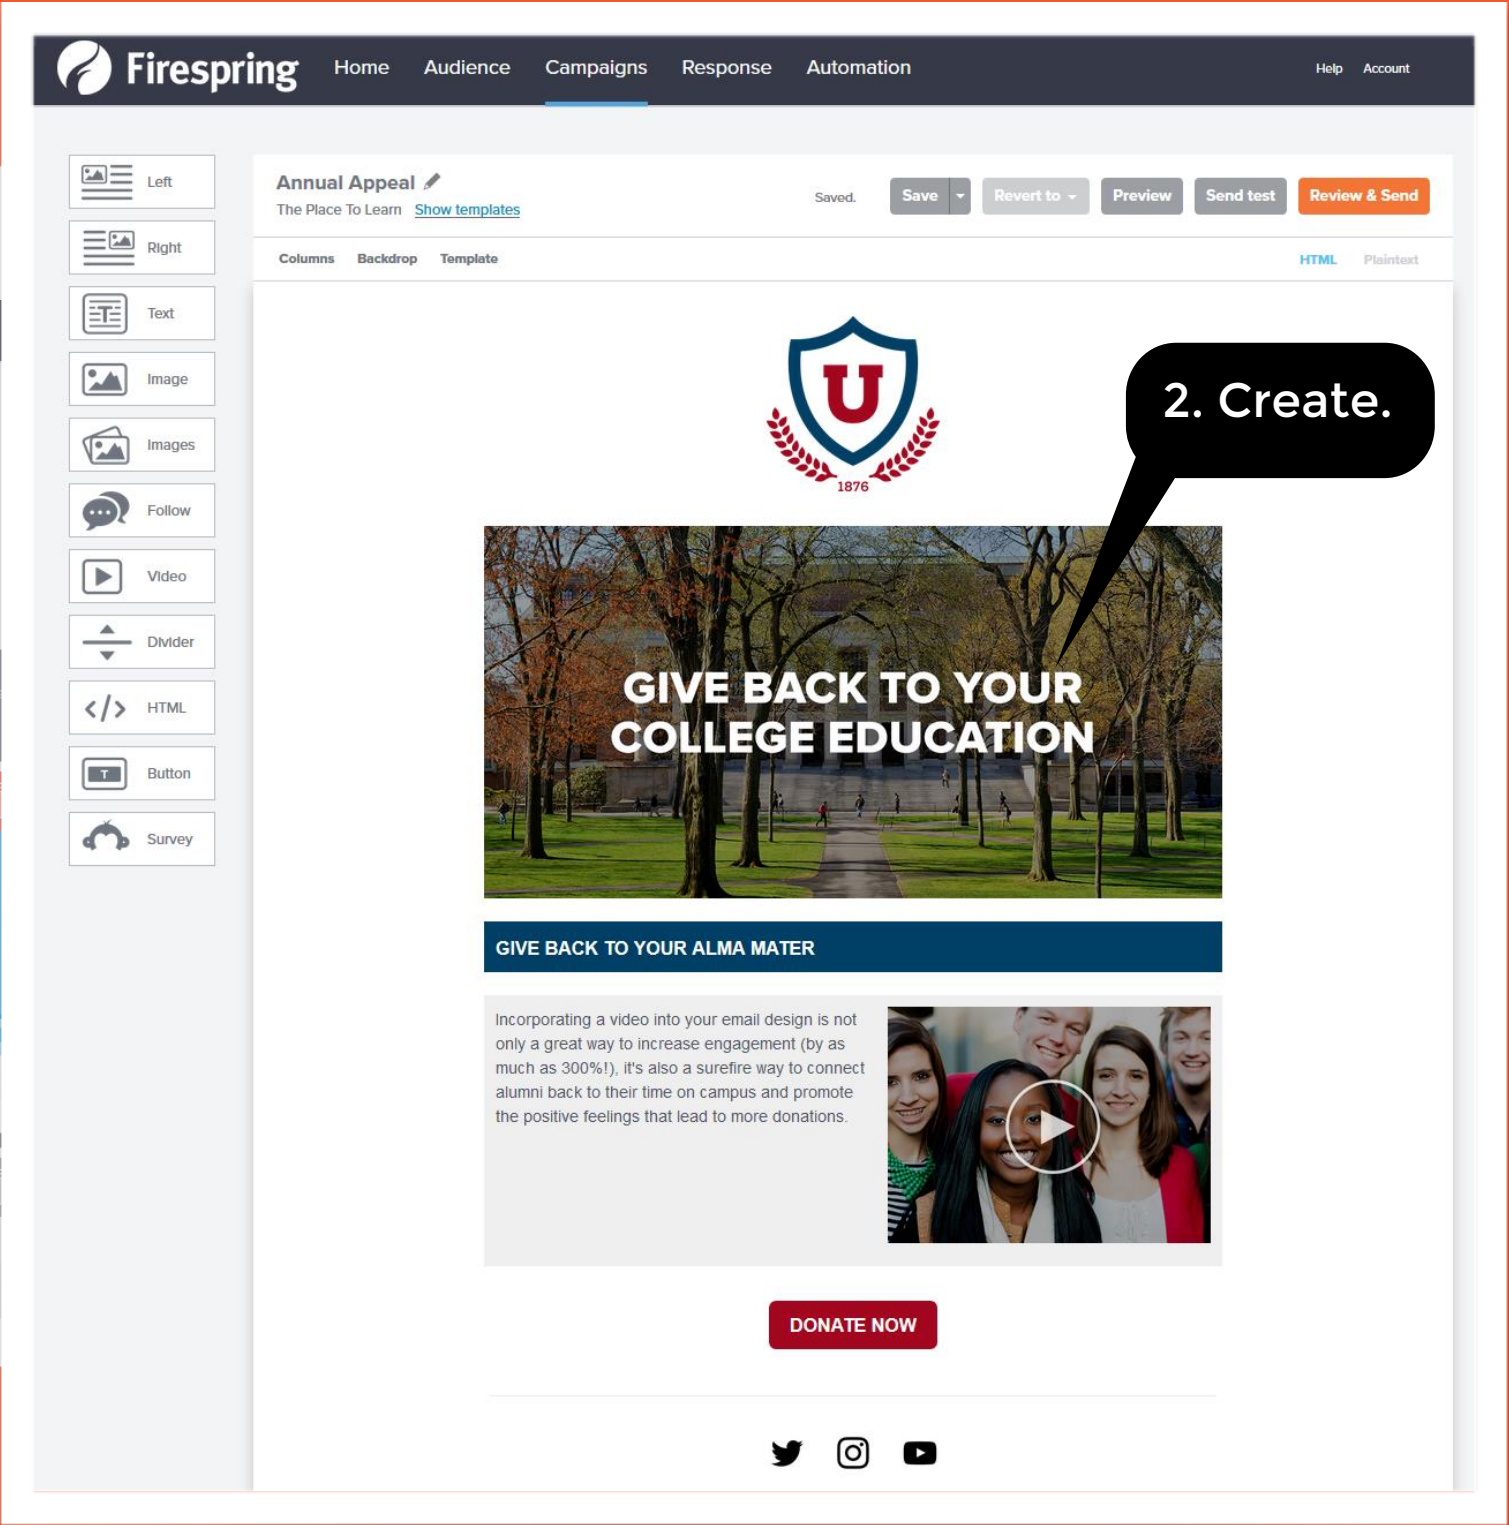 Firespring
Home Audience Campaigns Response Automation
Help Account
Left
Right
Text
Image
Images
Follow
Video
Divider
HTML
Button
T
Survey
Annual Appeal
The Place To Learn Show templates
Saved.
Save
Revert to
Preview
Send test
Review & Send
Columns Backdrop Template
HTML Plaintext
U
1876
2. Create.
GIVE BACK TO YOUR
COLLEGE EDUCATION
GIVE BACK TO YOUR ALMA MATER
Incorporating a video into your email design is not
only a great way to increase engagement (by as
much as 300%!), it's also a surefire way to connect
alumni back to their time on campus and promote
the positive feelings that lead to more donations.
DONATE NOW